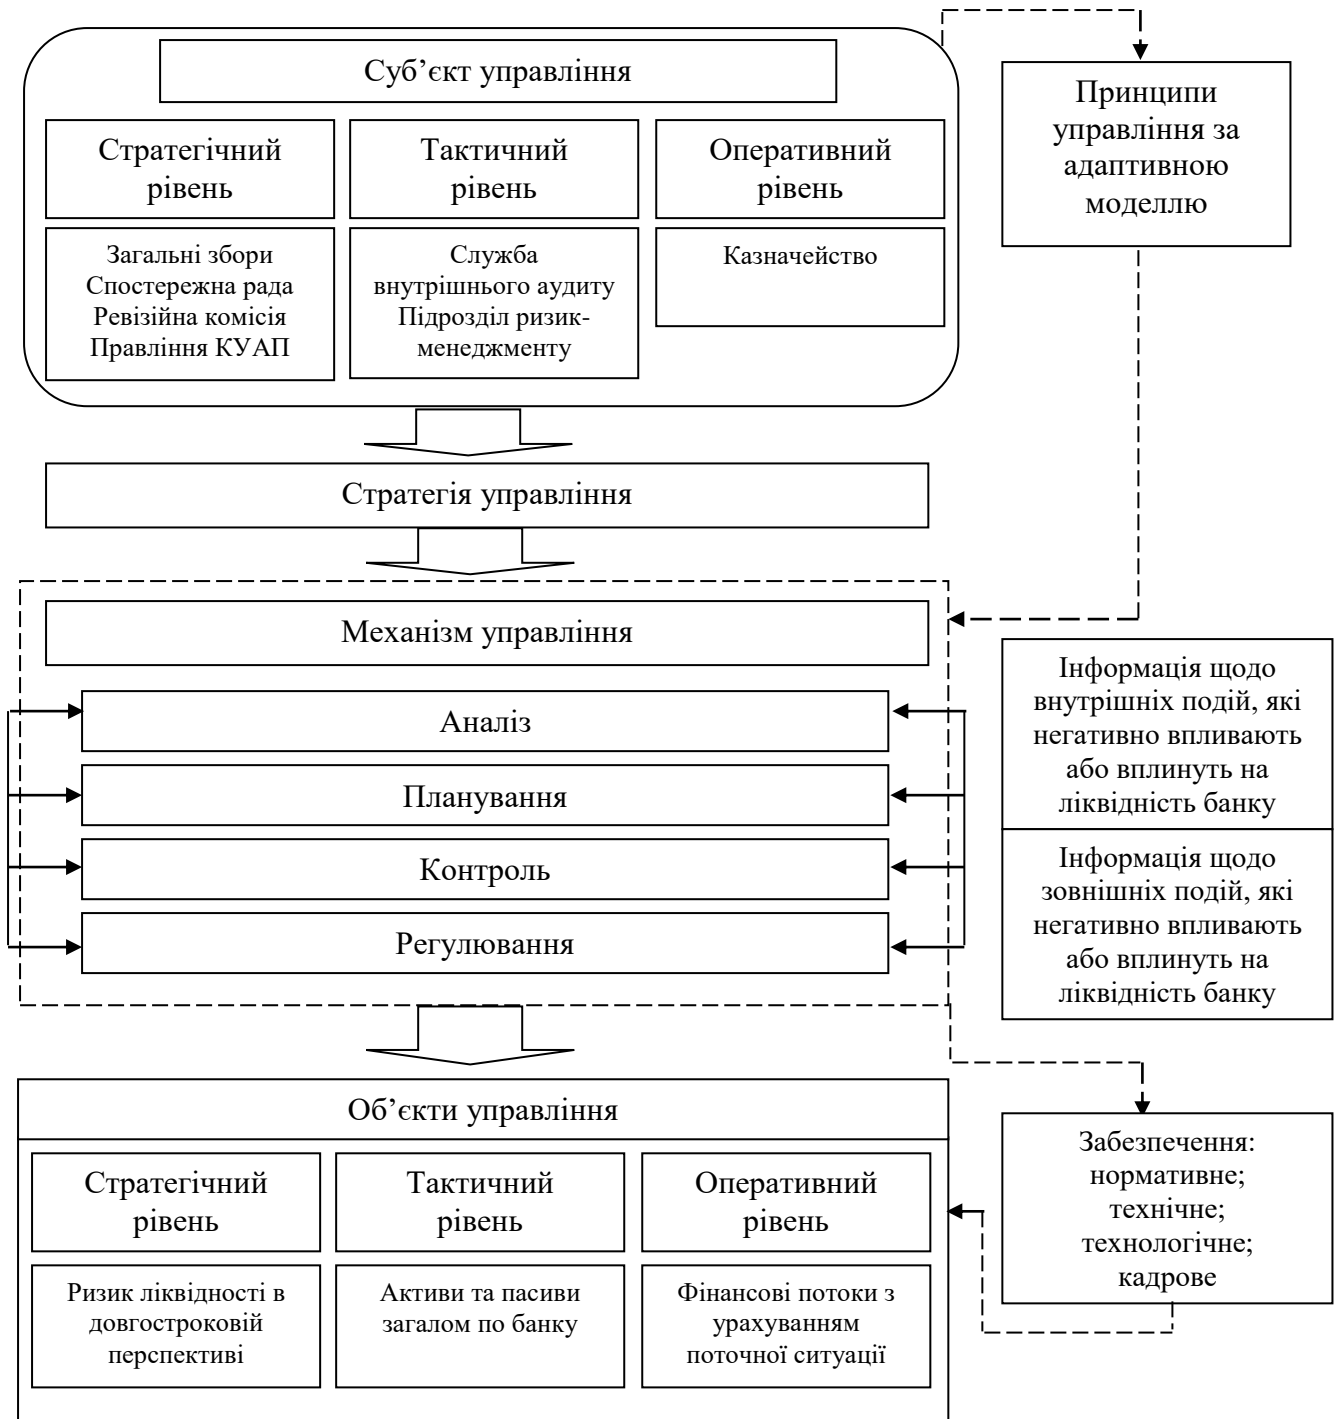 Суб’єкт управління
Стратегічний
рівень
Тактичний
рівень
Оперативний
рівень
Загальні збори
Спостережна рада
Ревізійна комісія
Правління КУАП
Служба
внутрішнього аудиту
Підрозділ ризик-
менеджменту
Казначейство
Принципи
управління за
адаптивною
моделлю
Стратегія управління
Механізм управління
Аналіз
Планування
Контроль
Регулювання
Інформація щодо
внутрішніх подій, які
негативно впливають
або вплинуть на
ліквідність банку
Інформація щодо
зовнішніх подій, які
негативно впливають
або вплинуть на
ліквідність банку
Об’єкти управління
Стратегічний
рівень
Тактичний
рівень
Оперативний
рівень
Ризик ліквідності в
довгостроковій
перспективі
Активи та пасиви
загалом по банку
Фінансові потоки з
урахуванням
поточної ситуації
Забезпечення:
нормативне;
технічне;
технологічне;
кадрове